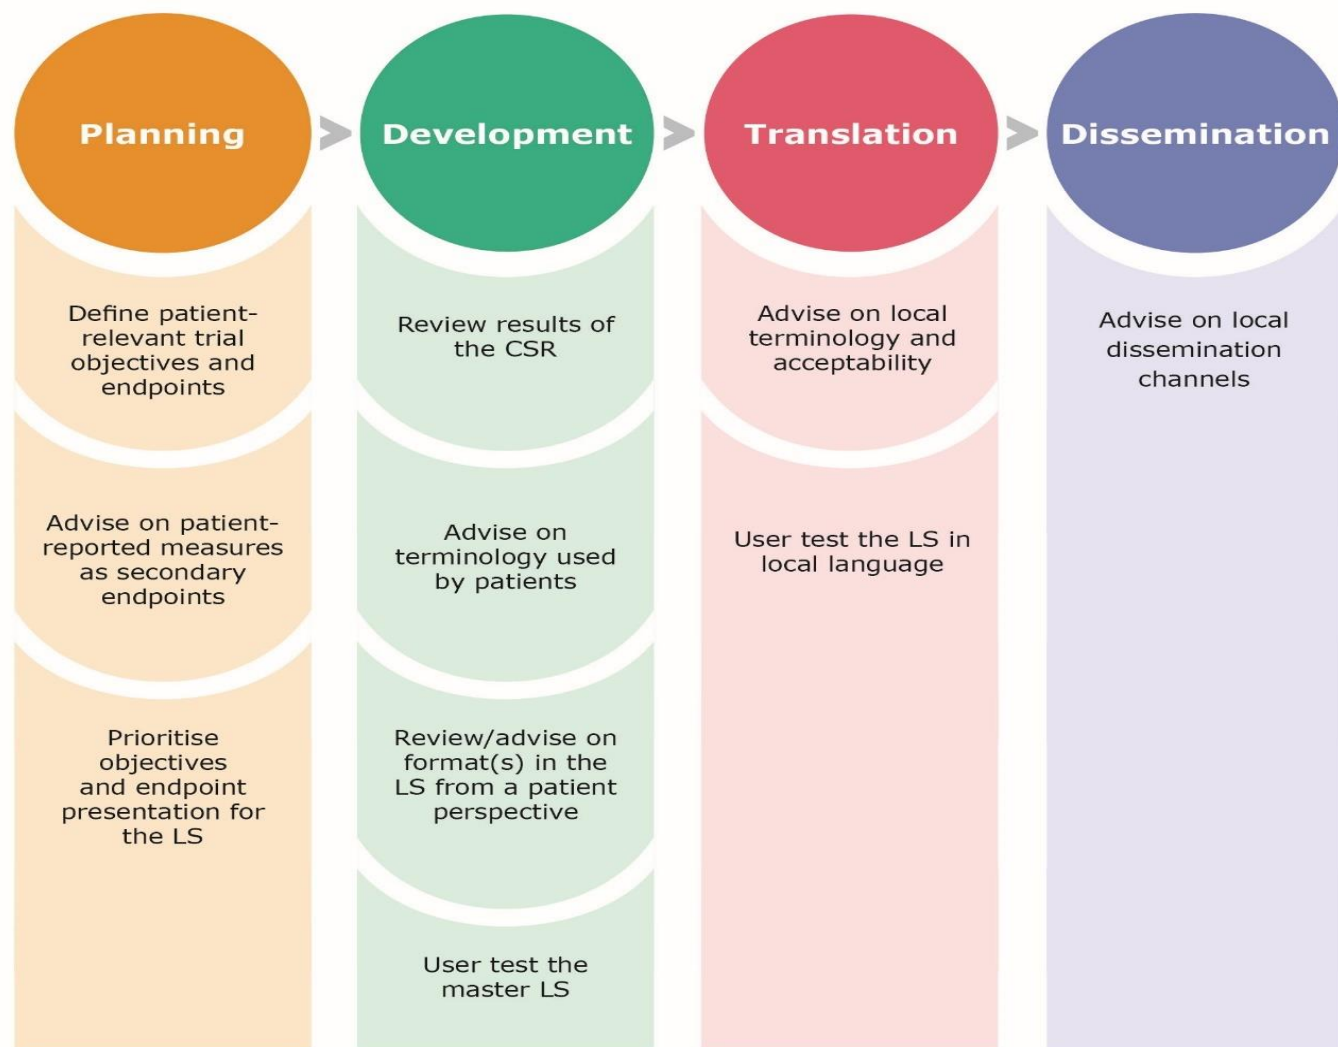 Planning
Define patient-
relevant trial
objectives and
endpoints
Advise on patient-
reported measures
as secondary
endpoints
Prioritise
objectives
and endpoint
presentation for
the LS
>
Development
Review results of
the CSR
Advise on
terminology used
by patients
Review/advise on
format(s) in the
LS from a patient
perspective
User test the
master LS
>
Translation
Advise on local
terminology and
acceptability
User test the LS in
local language
>
Dissemination
Advise on local
dissemination
channels